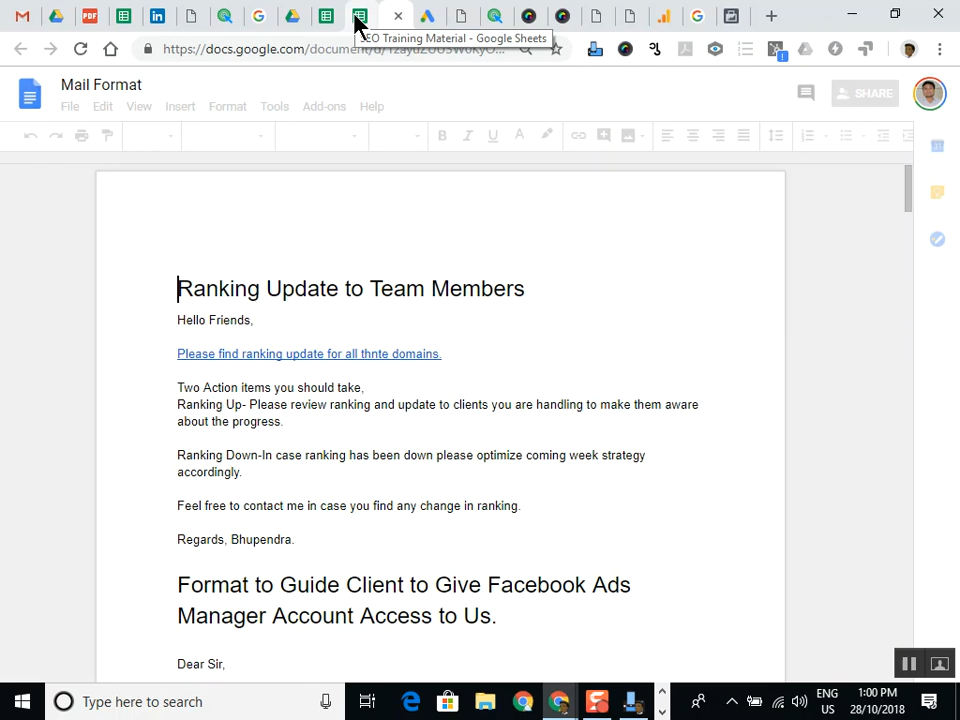 PDF
https://docs.google.com/document/d/
SEO Training Material - Google Sheets
Mail Format
File Edit View Insert Format Tools Add-ons Help
SHARE
B I U A
Ranking Update to Team Members
Hello Friends,
Please find ranking update for all thnte domains.
Two Action items you should take,
Ranking Up- Please review ranking and update to clients you are handling to make them aware
about the progress.
Ranking Down-In case ranking has been down please optimize coming week strategy
accordingly.
Feel free to contact me in case you find any change in ranking.
Regards, Bhupendra.
Format to Guide Client to Give Facebook Ads
Manager Account Access to Us.
Dear Sir,
Type here to search
ENG
US
1:00 PM
28/10/2018